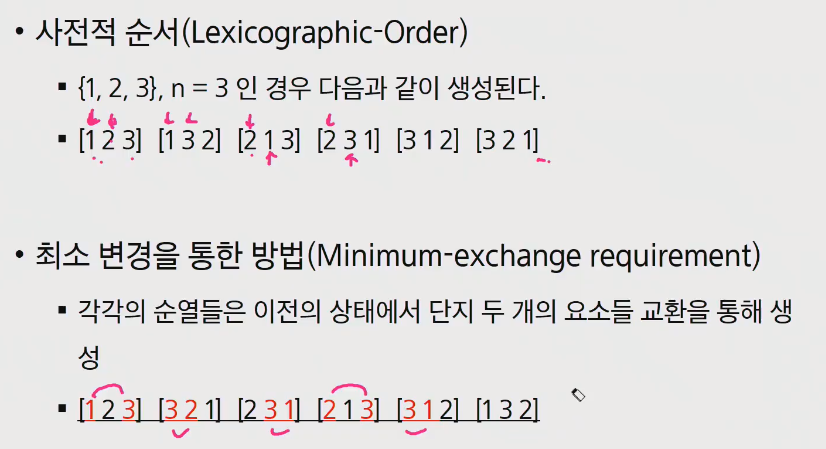 • 사전적 순서(Lexicographic-Order)
▪ {1, 2, 3}, n = 3 인 경우 다음과 같이 생성된다.
▪ [1 2 3] [1 3 2] [2 1 3] [2 3 1] [3 1 2] [3 2 1]
• 최소 변경을 통한 방법(Minimum-exchange requirement)
▪ 각각의 순열들은 이전의 상태에서 단지 두 개의 요소들 교환을 통해 생
성
▪ [1 2 3] [3 2 1] [2 3 1] [2 1 3] [3 1 2] [1 3 2]